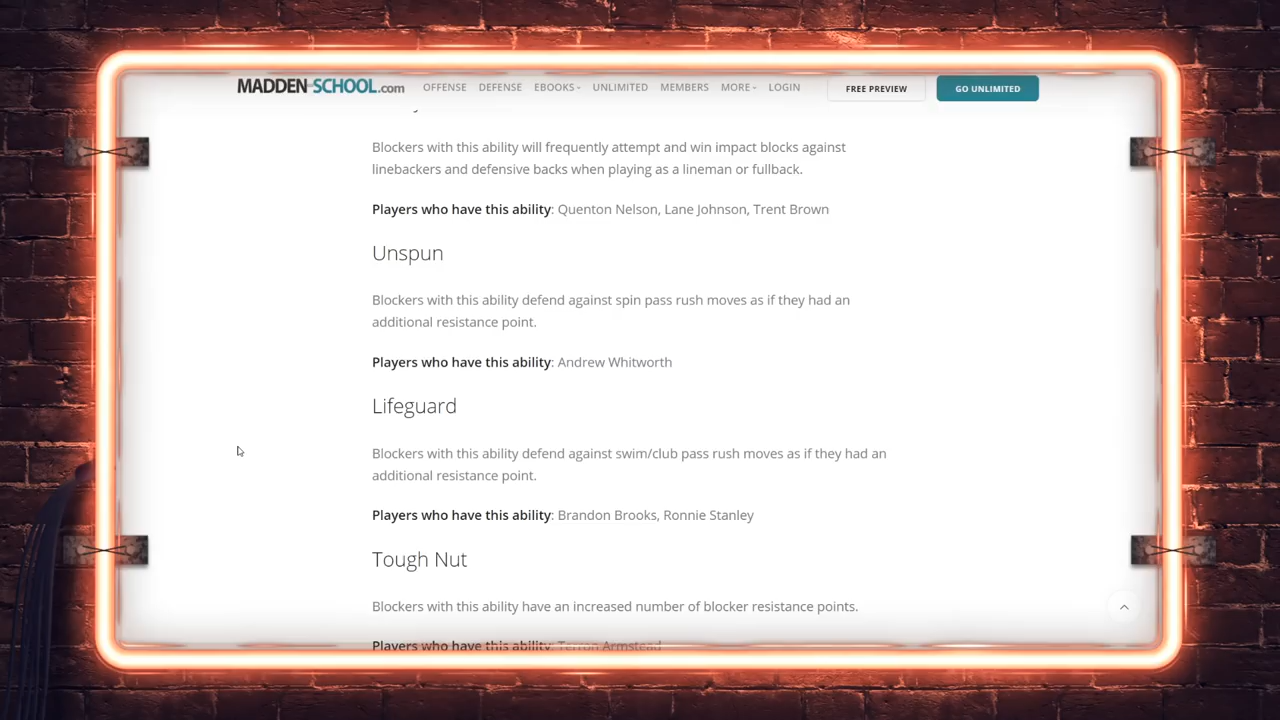 MADDEN-SCHOOL.com OFFENSE DEFENSE EBOOKS UNLIMITED MEMBERS MORE LOGIN FREE PREVIEW GO UNLIMITED
Blockers with this ability will frequently attempt and win impact blocks against
linebackers and defensive backs when playing as a lineman or fullback.
Players who have this ability: Quenton Nelson, Lane Johnson, Trent Brown
Unspun
Blockers with this ability defend against spin pass rush moves as if they had an
additional resistance point.
Players who have this ability: Andrew Whitworth
Lifeguard
Blockers with this ability defend against swim/club pass rush moves as if they had an
additional resistance point.
Players who have this ability: Brandon Brooks, Ronnie Stanley
Tough Nut
Blockers with this ability have an increased number of blocker resistance points.
Players who have this ability: Terron Armstead